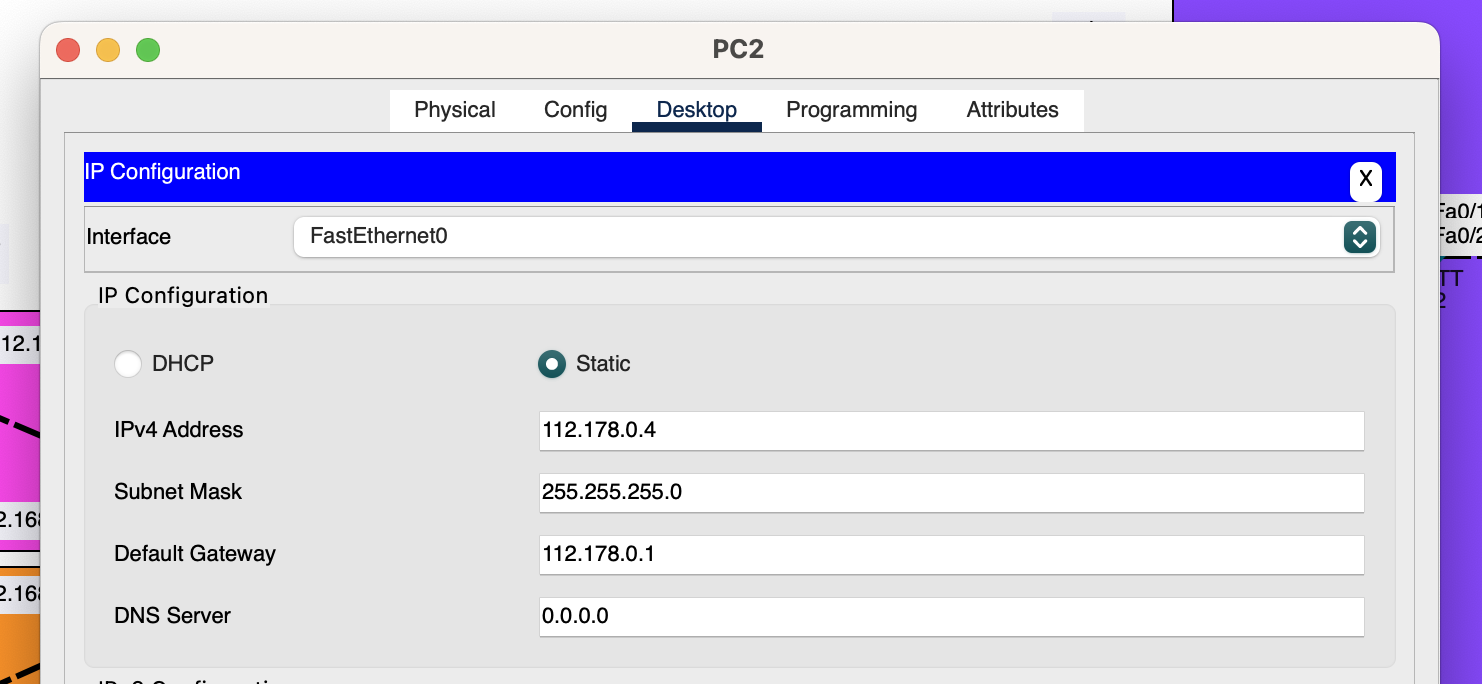 PC2
Physical Config Desktop Programming Attributes
IP Configuration X
Fa0/1
Fa0/2
Interface FastEthernet0
TT
2
IP Configuration
12.1
DHCP Static
IPv4 Address 112.178.0.4
Subnet Mask 255.255.255.0
2.168
Default Gateway 112.178.0.1
2.168
DNS Server 0.0.0.0